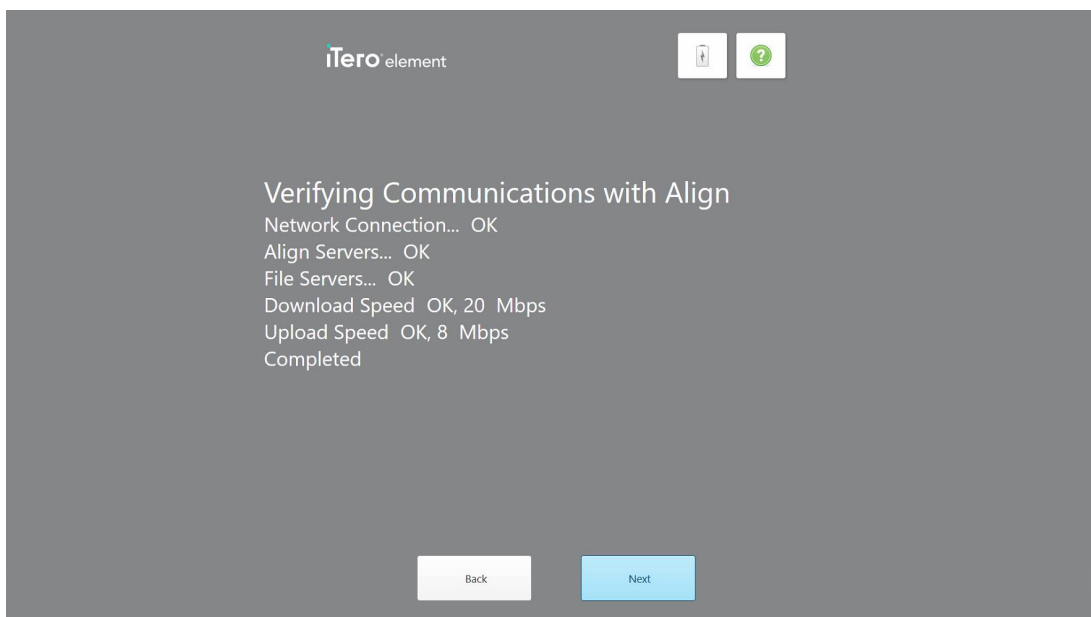 iTero element
?
Verifying Communications with Align
Network Connection... OK
Align Servers... OK
File Servers... OK
Download Speed OK, 20 Mbps
Upload Speed OK, 8 Mbps
Completed
Back Next